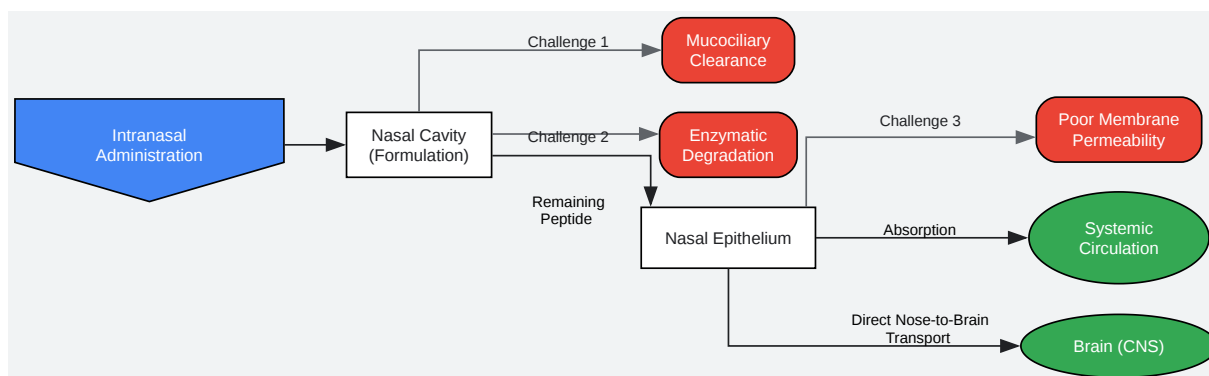 Challenge 1
Mucociliary
Clearance
Intranasal
Administration
Nasal Cavity
(Formulation)
Challenge 2
Enzymatic
Degradation
Challenge 3
Poor Membrane
Permeability
Remaining
Peptide
Nasal Epithelium
Absorption
Systemic
Circulation
Direct Nose-to-Brain
Transport
Brain (CNS)